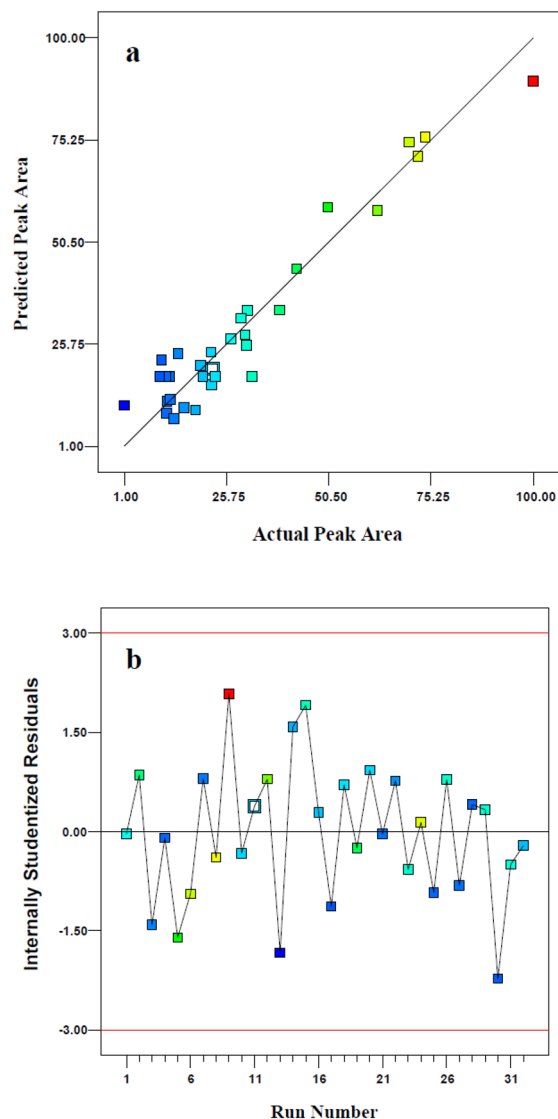 a
100.00
75.25
50.50
25.75
1.00
Predicted Peak Area
1.00 25.75 50.50 75.25 100.00
Actual Peak Area
b
3.00
1.50
0.00
-1.50
-3.00
Internally Studentized Residuals
1 6 11 16 21 26 31
Run Number